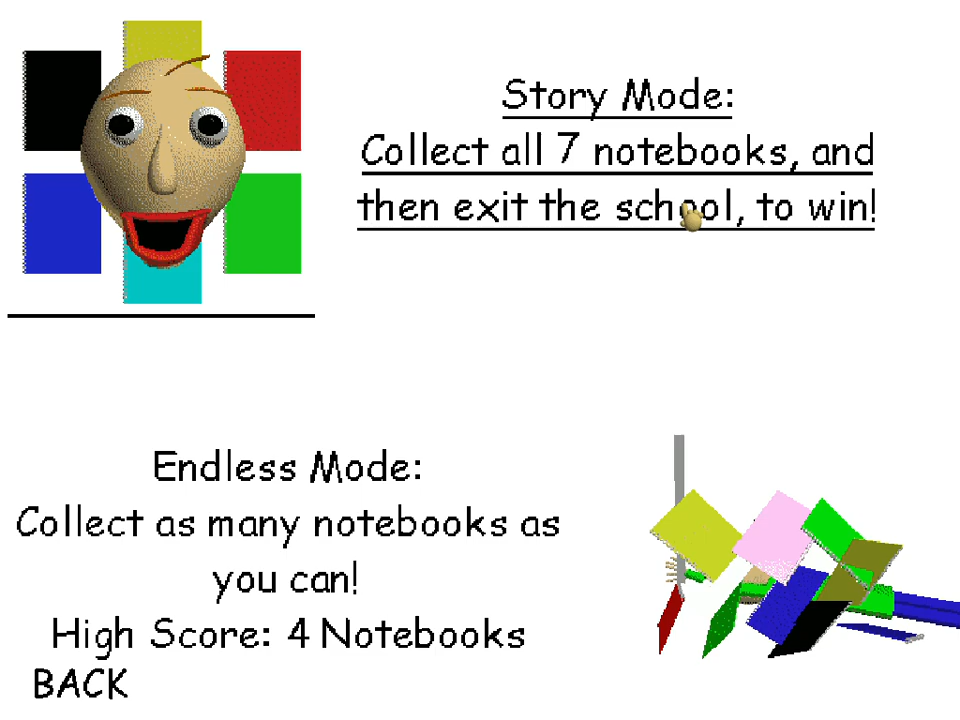 Story Mode:
Collect all 7 notebooks, and
then exit the school, to win!
Endless Mode:
Collect as many notebooks as
you can!
High Score: 4 Notebooks
BACK